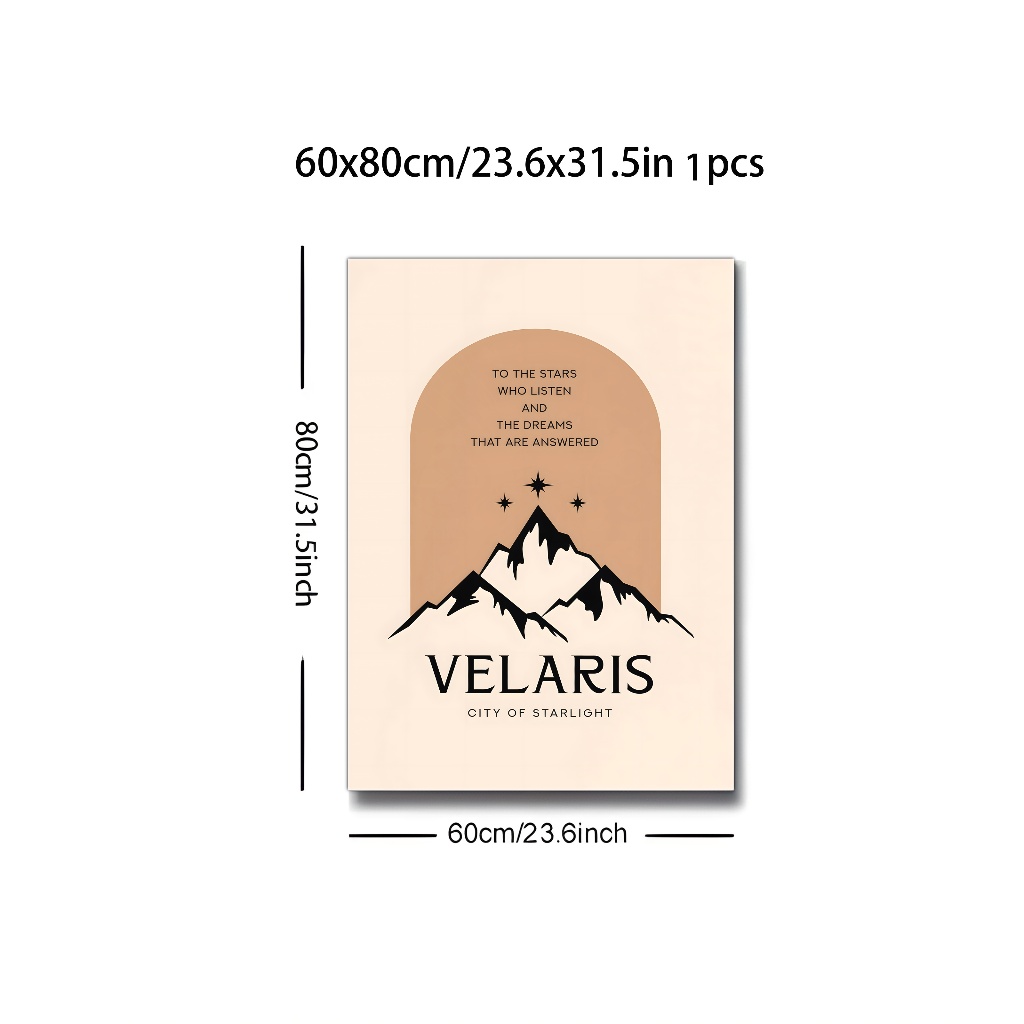 60x80cm/23.6x31.5in 1pcs
80cm/31.5inch
TO THE STARS
WHO LISTEN
AND
THE DREAMS
THAT ARE ANSWERED
VELARIS
CITY OF STARLIGHT
60cm/23.6inch